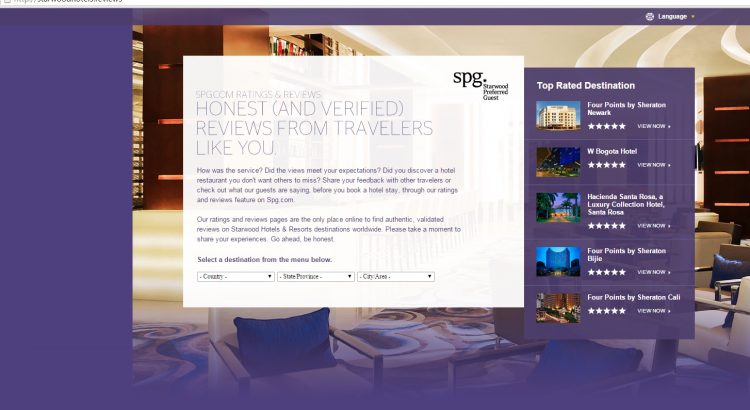 http://starwoodhotels.reviews
Language
spg.
Starwood
Preferred
Guest
SPG.COM RATINGS & REVIEWS
HONEST (AND VERIFIED)
REVIEWS FROM TRAVELERS
LIKE YOU.
How was the service? Did the views meet your expectations? Did you discover a hotel
restaurant you don't want others to miss? Share your feedback with other travelers or
check out what our guests are saying, before you book a hotel stay, through our ratings
and reviews feature on Spg.com.
Our ratings and reviews pages are the only place online to find authentic, validated
reviews on Starwood Hotels & Resorts destinations worldwide. Please take a moment to
share your experiences. Go ahead, be honest.
Select a destination from the menu below.
- Country - - State/Province - - City/Area -
Top Rated Destination
Four Points by Sheraton
Newark
VIEW NOW
W Bogota Hotel
VIEW NOW
Hacienda Santa Rosa, a
Luxury Collection Hotel,
Santa Rosa
VIEW NOW
Four Points by Sheraton
Bijie
VIEW NOW
Four Points by Sheraton Cali
VIEW NOW